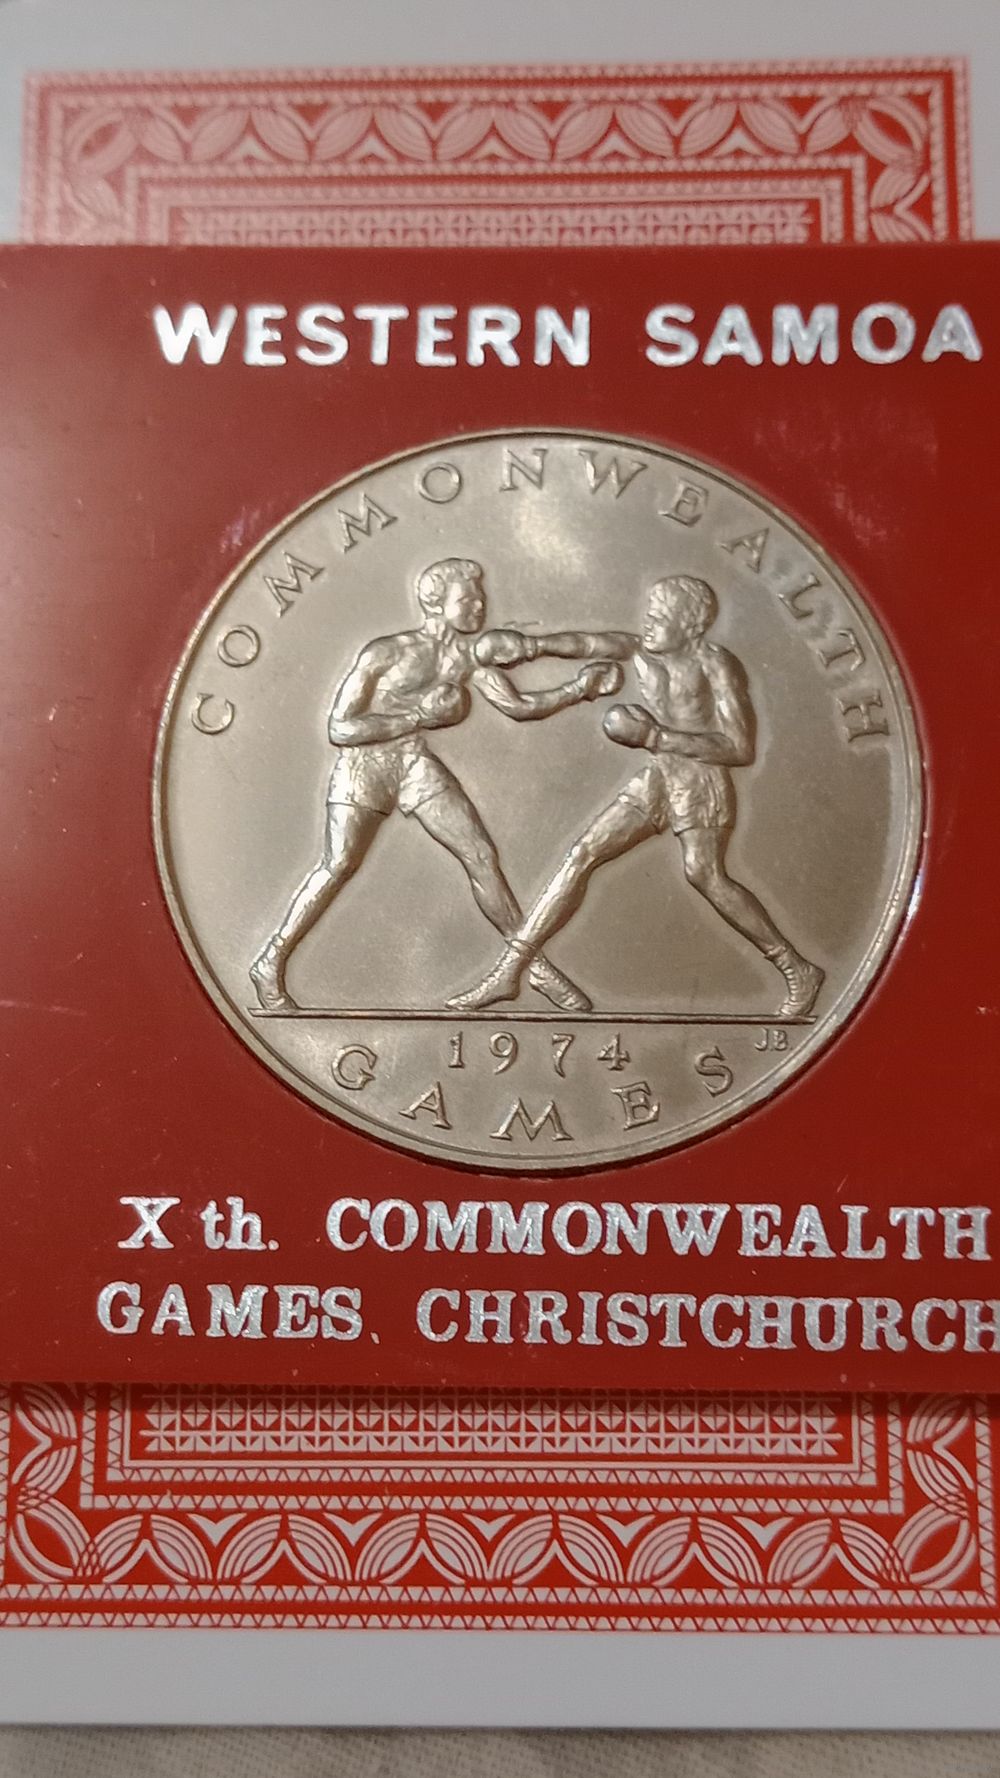 WESTERN SAMOA
COMMONWEALTH
1974
JB
GAMES
X th. COMMONWEALTH
GAMES. CHRISTCHURCH